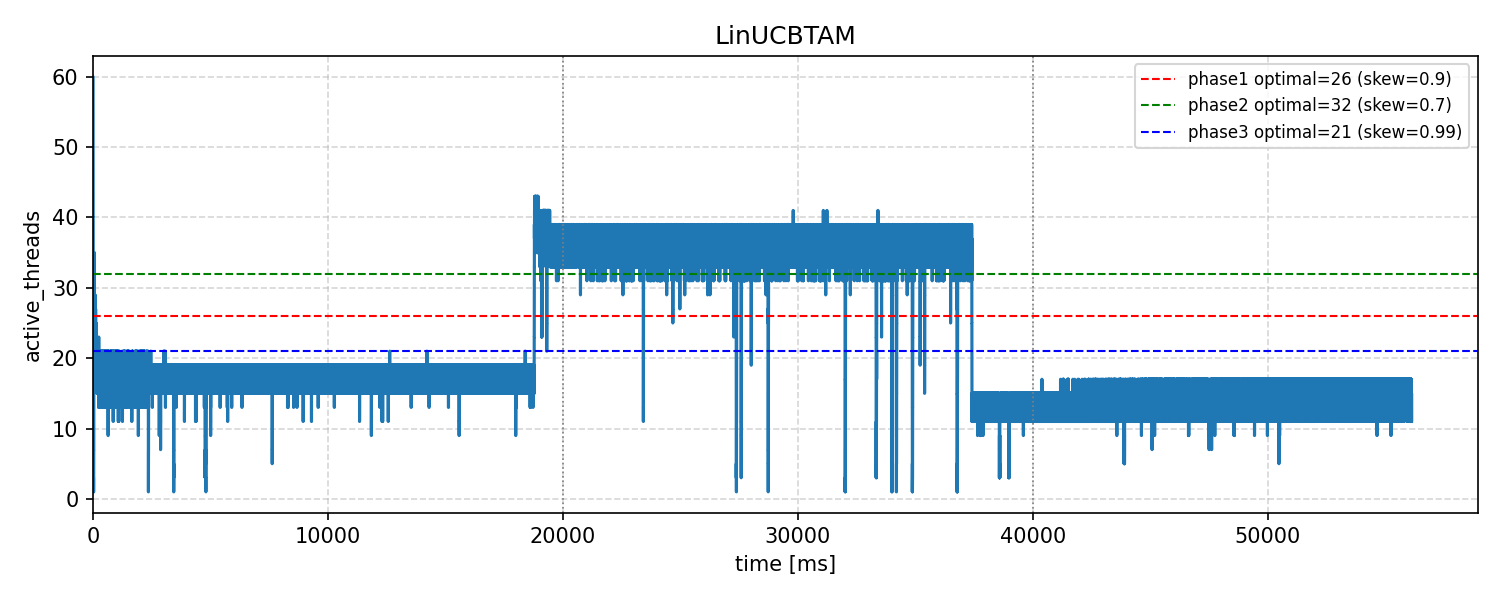 LinUCBTAM
phase1 optimal=26 (skew=0.9)
phase2 optimal=32 (skew=0.7)
phase3 optimal=21 (skew=0.99)
active_threads
60
50
40
30
20
10
0
0 10000 20000 30000 40000 50000
time [ms]